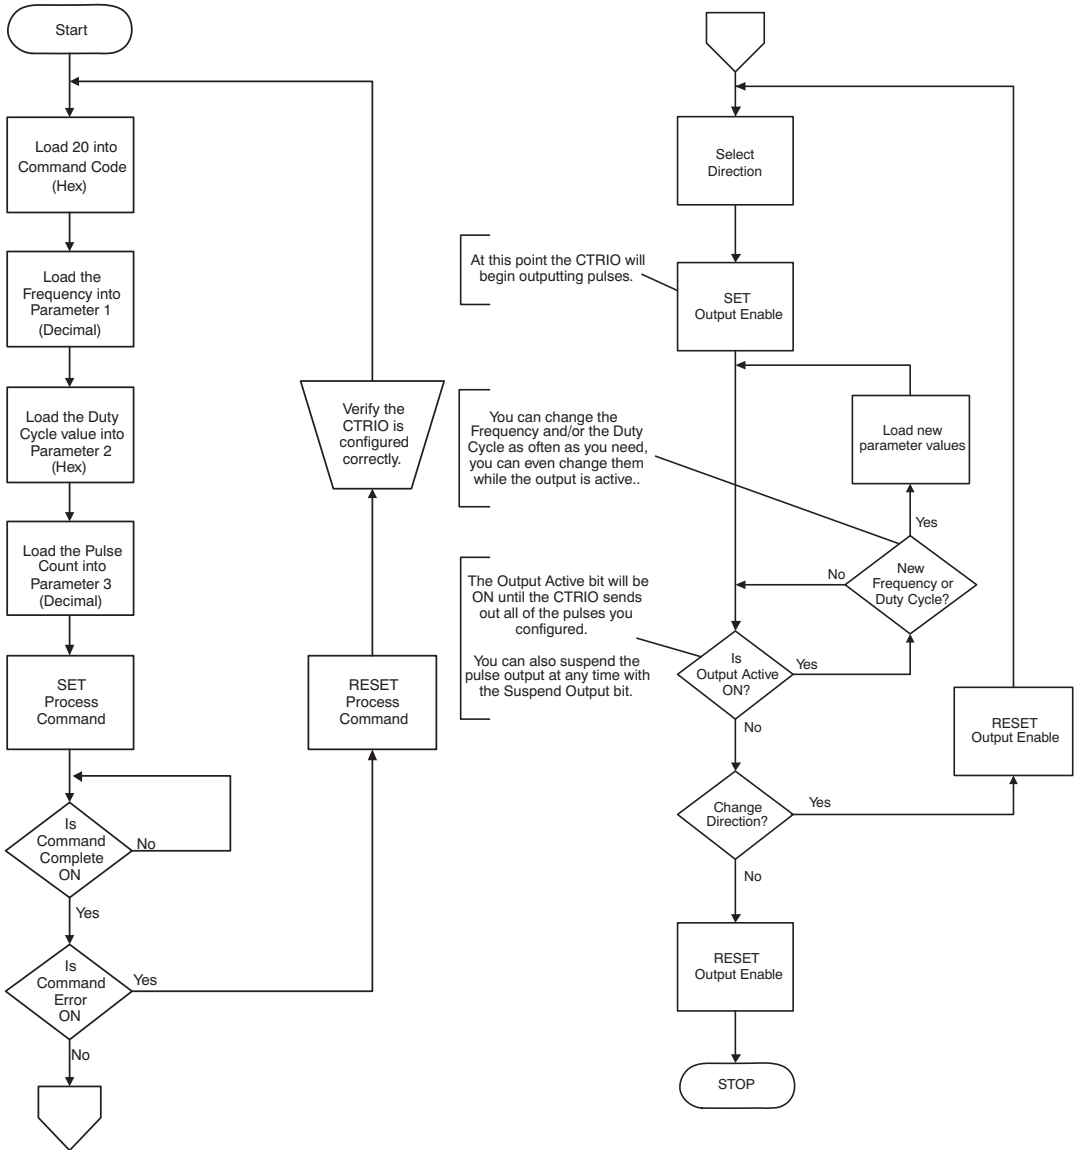 Start
Load 20 into
Command Code
(Hex)
Load the
Frequency into
Parameter 1
(Decimal)
Load the Duty
Cycle value into
Parameter 2
(Hex)
Load the Pulse
Count into
Parameter 3
(Decimal)
SET
Process
Command
Is
Command
Complete
ON
No
Yes
Is
Command
Error
ON
Yes
No
RESET
Process
Command
Verify the
CTRIO is
configured
correctly.
Select
Direction
At this point the CTRIO will
begin outputting pulses.
SET
Output Enable
You can change the
Frequency and/or the Duty
Cycle as often as you need,
you can even change them
while the output is active..
Load new
parameter values
Yes
New
Frequency or
Duty Cycle?
No
The Output Active bit will be
ON until the CTRIO sends
out all of the pulses you
configured.
You can also suspend the
pulse output at any time with
the Suspend Output bit.
Is
Output Active
ON?
Yes
No
Change
Direction?
Yes
RESET
Output Enable
No
RESET
Output Enable
STOP